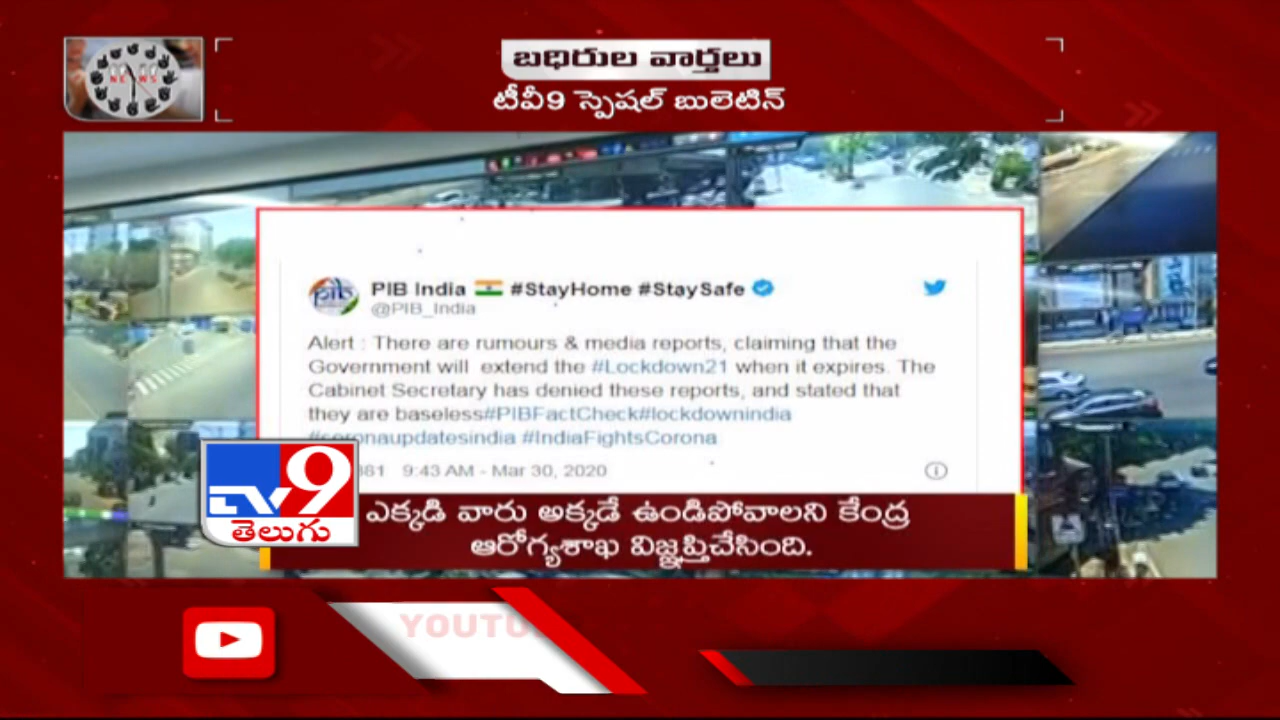 బధిరుల వార్తలు
టీవీ9 స్పెషల్ బులెటిన్
NEWS
PIB India #StayHome #StaySafe
@PIB_India
Alert : There are rumours & media reports, claiming that the
Government will extend the #Lockdown21 when it expires. The
Cabinet Secretary has denied these reports, and stated that
they are baseless#PIBFactCheck#lockdownindia
#coronaupdatesindia #IndiaFightsCorona
381 9:43 AM - Mar 30, 2020
TV9
తెలుగు
ఎక్కడి వారు అక్కడే ఉండిపోవాలని కేంద్ర
ఆరోగ్యశాఖ విజ్ఞప్తిచేసింది.